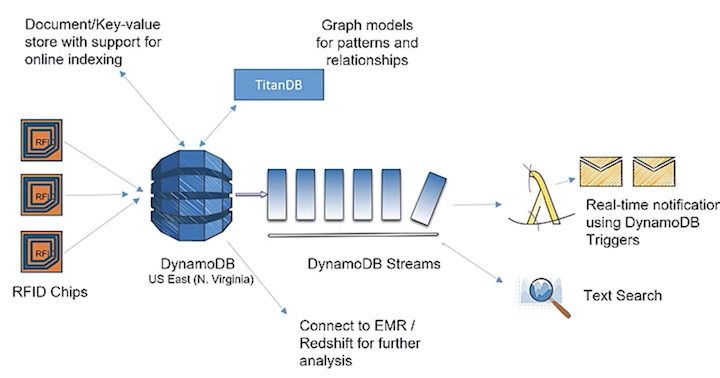 Document/Key-value
store with support for
online indexing
Graph models
for patterns and
relationships
TitanDB
RFID
RFID
RFID
RFID Chips
DynamoDB
US East (N. Virginia)
DynamoDB Streams
Real-time notification
using DynamoDB
Triggers
Text Search
Connect to EMR /
Redshift for further
analysis